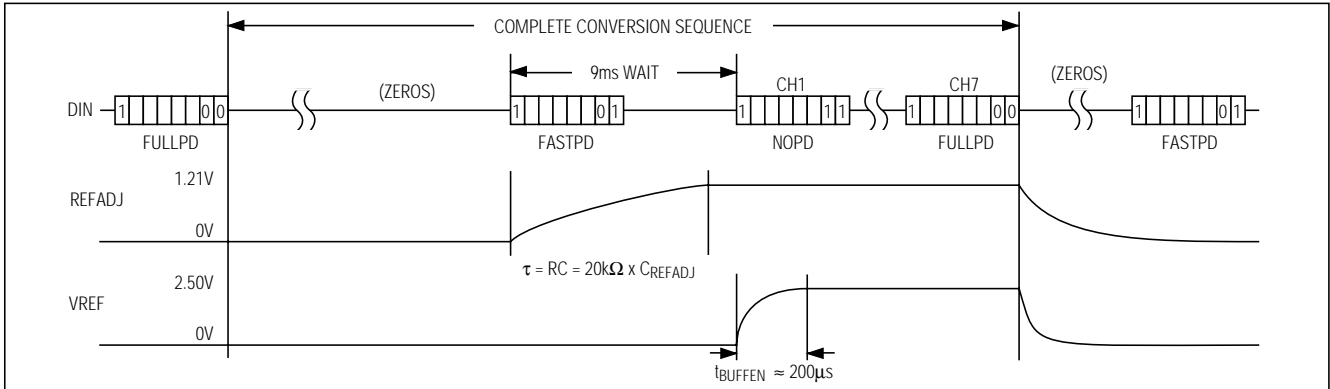 COMPLETE CONVERSION SEQUENCE
9ms WAIT
(ZEROS)
CH1
CH7
(ZEROS)
DIN
1 0 0
1 0 1
1 1 1
1 0 0
1 0 1
FULLPD
FASTPD
NOPD
FULLPD
FASTPD
1.21V
REFADJ
0V
τ = RC = 20kΩ x CREFADJ
2.50V
VREF
0V
tBUFFEN ≈ 200µs